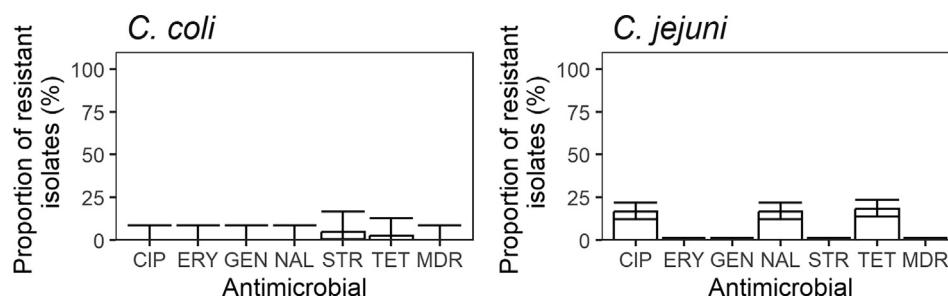 C. coli
Proportion of resistant
isolates (%)
100
75
50
25
0
CIP ERY GEN NAL STR TET MDR
Antimicrobial
C. jejuni
Proportion of resistant
isolates (%)
100
75
50
25
0
CIP ERY GEN NAL STR TET MDR
Antimicrobial